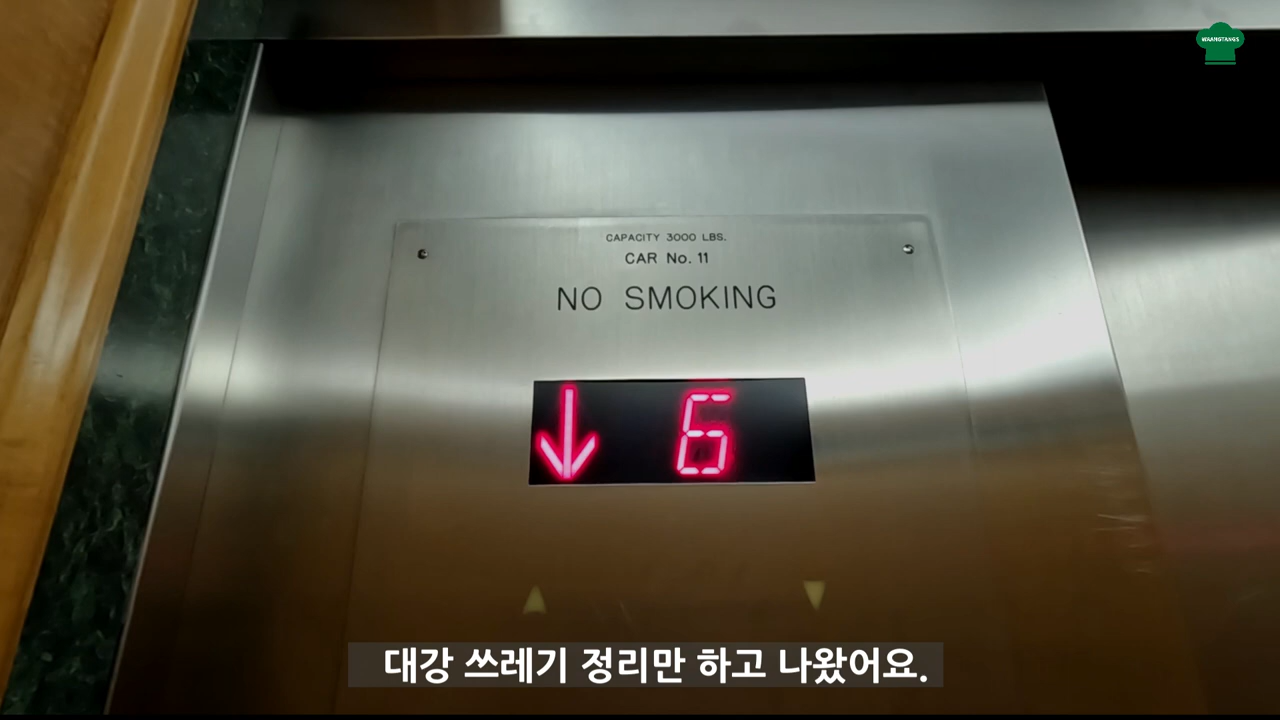 WAANGTANGS
CAPACITY 3000 LBS.
CAR No. 11
NO SMOKING
↓ 6
대강 쓰레기 정리만 하고 나왔어요.